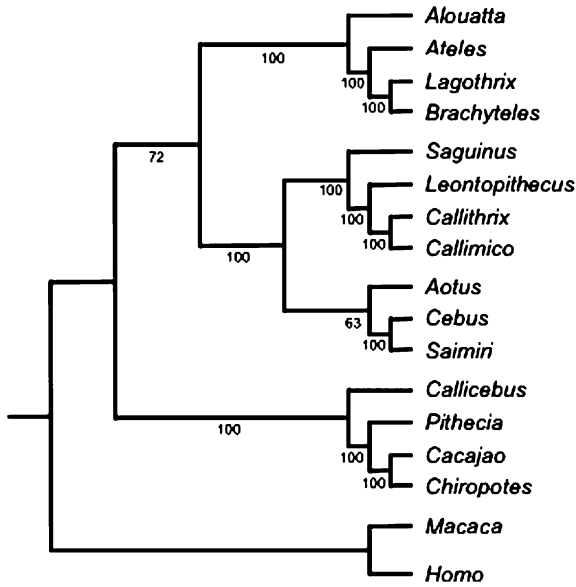 Alouatta
100
Ateles
100
Lagothrix
100
Brachyteles
72
Saguinus
100
Leontopithecus
100
Callithrix
100
Callimico
100
Aotus
63
Cebus
100
Saimiri
Callicebus
100
Pithecia
100
Cacajao
100
Chiropotes
Macaca
Homo